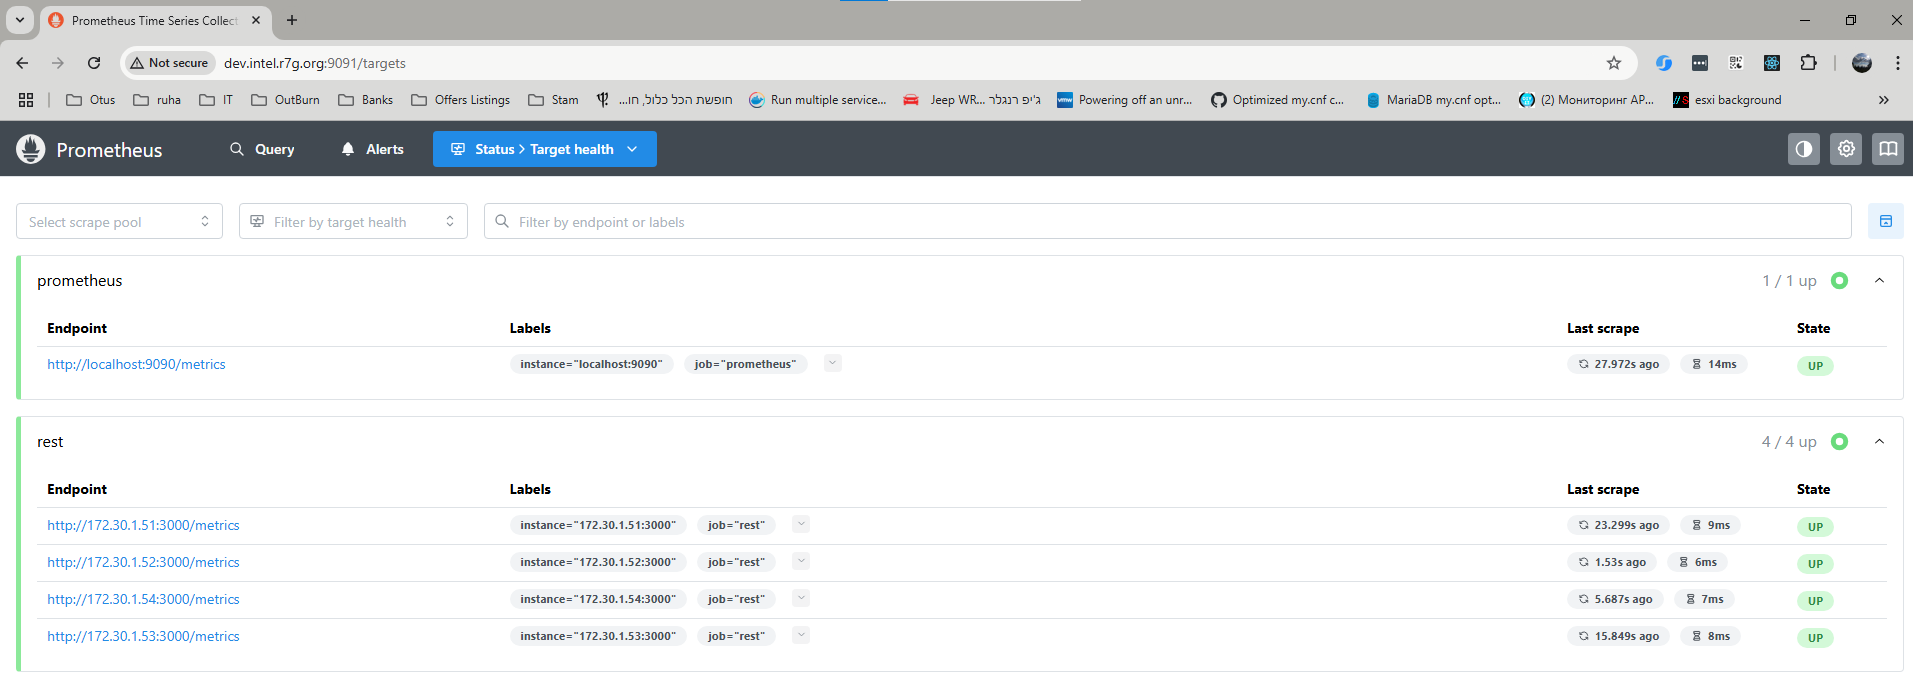 Prometheus Time Series Collect
Not secure
dev.intel.r7g.org:9091/targets
Otus
ruha
IT
OutBurn
Banks
Offers Listings
Stam
חופשת הכל כלול, חו...
Run multiple service...
ג'יפ רנגלר ...Jeep WR
Powering off an unr...
Optimized my.cnf c...
MariaDB my.cnf opt...
(2) Мониторинг AP...
esxi background
Prometheus
Query
Alerts
Status > Target health
Select scrape pool
Filter by target health
Filter by endpoint or labels
prometheus
1 / 1 up
Endpoint Labels Last scrape State
http://localhost:9090/metrics instance="localhost:9090" job="prometheus" 27.972s ago 14ms UP
rest
4 / 4 up
Endpoint Labels Last scrape State
http://172.30.1.51:3000/metrics instance="172.30.1.51:3000" job="rest" 23.299s ago 9ms UP
http://172.30.1.52:3000/metrics instance="172.30.1.52:3000" job="rest" 1.53s ago 6ms UP
http://172.30.1.54:3000/metrics instance="172.30.1.54:3000" job="rest" 5.687s ago 7ms UP
http://172.30.1.53:3000/metrics instance="172.30.1.53:3000" job="rest" 15.849s ago 8ms UP